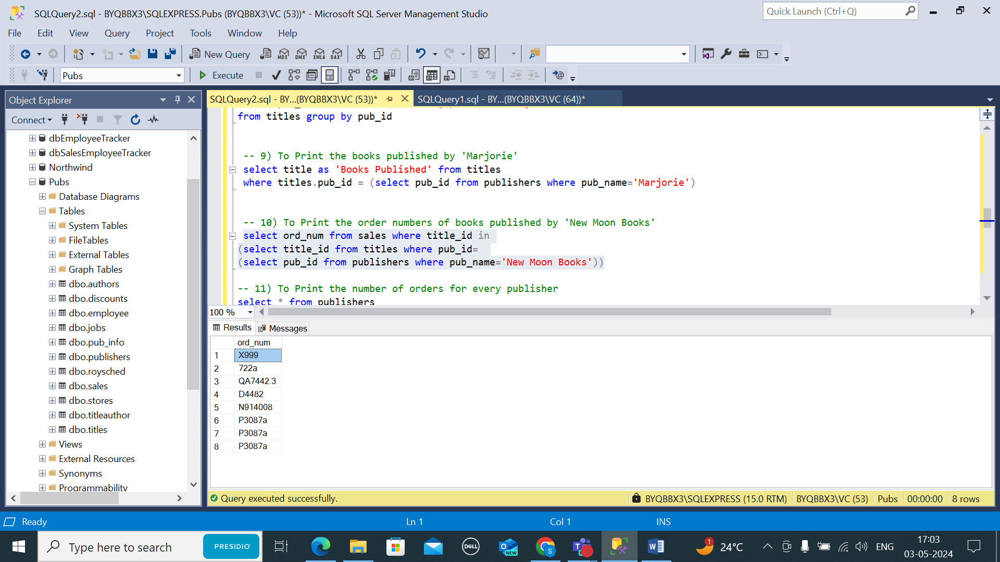 SQLQuery2.sql - BYQBBX3\SQLEXPRESS.Pubs (BYQBBX3\VC (53))* - Microsoft SQL Server Management Studio
Quick Launch (Ctrl+Q)
File Edit View Query Project Tools Window Help
New Query MDX DMX XMLA DAX
Pubs Execute
Object Explorer
SQLQuery2.sql - BY...(BYQBBX3\VC (53))* SQLQuery1.sql - BY...(BYQBBX3\VC (64))*
Connect
dbEmployeeTracker
dbSalesEmployeeTracker
Northwind
Pubs
Database Diagrams
Tables
System Tables
FileTables
External Tables
Graph Tables
dbo.authors
dbo.discounts
dbo.employee
dbo.jobs
dbo.pub_info
dbo.publishers
dbo.roysched
dbo.sales
dbo.stores
dbo.titleauthor
dbo.titles
Views
External Resources
Synonyms
Programmability
from titles group by pub_id
-- 9) To Print the books published by 'Marjorie'
select title as 'Books Published' from titles
where titles.pub_id = (select pub_id from publishers where pub_name='Marjorie')
-- 10) To Print the order numbers of books published by 'New Moon Books'
select ord_num from sales where title_id in
(select title_id from titles where pub_id=
(select pub_id from publishers where pub_name='New Moon Books'))
-- 11) To Print the number of orders for every publisher
select * from publishers
100 %
Results Messages
ord_num
1 X999
2 722a
3 QA7442.3
4 D4482
5 N914008
6 P3087a
7 P3087a
8 P3087a
Query executed successfully. BYQBBX3\SQLEXPRESS (15.0 RTM) BYQBBX3\VC (53) Pubs 00:00:00 8 rows
Ready Ln 1 Col 1 INS
Type here to search PRESIDIO DELL NEW S 1 24°C ENG 17:03
03-05-2024